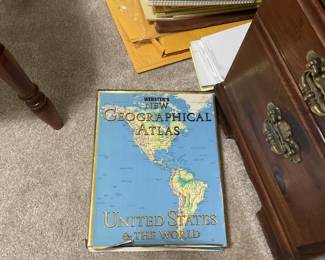 WEBSTER'S
NEW
GEOGRAPHICAL
ATLAS
UNITED STATES
& THE WORLD